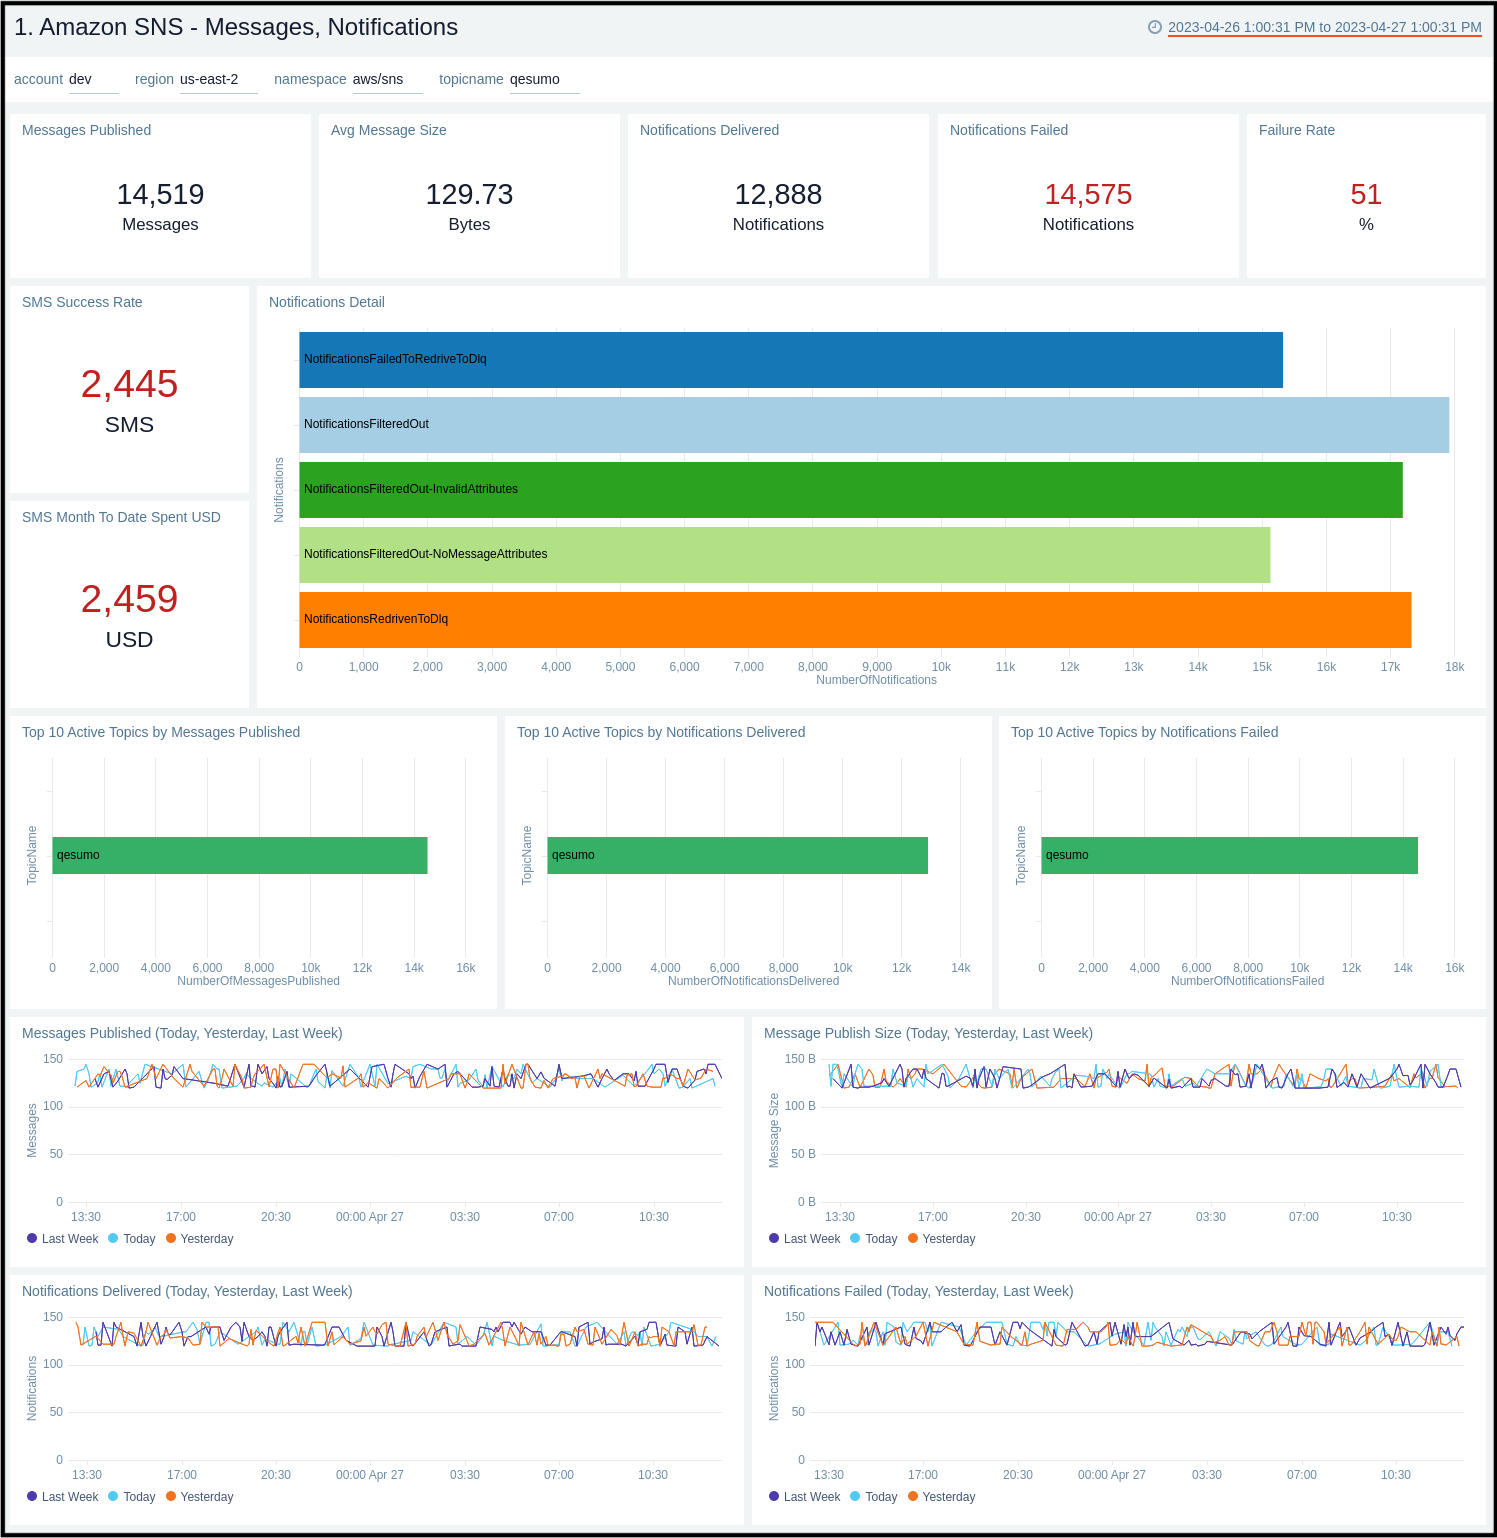 1. Amazon SNS - Messages, Notifications
2023-04-26 1:00:31 PM to 2023-04-27 1:00:31 PM
account dev region us-east-2 namespace aws/sns topicname qesumo
Messages Published
14,519
Messages
Avg Message Size
129.73
Bytes
Notifications Delivered
12,888
Notifications
Notifications Failed
14,575
Notifications
Failure Rate
51
%
SMS Success Rate
2,445
SMS
SMS Month To Date Spent USD
2,459
USD
Notifications Detail
Notifications
NotificationsFailedToRedriveToDlq
NotificationsFilteredOut
NotificationsFilteredOut-InvalidAttributes
NotificationsFilteredOut-NoMessageAttributes
NotificationsRedrivenToDlq
0 1,000 2,000 3,000 4,000 5,000 6,000 7,000 8,000 9,000 10k 11k 12k 13k 14k 15k 16k 17k 18k
NumberOfNotifications
Top 10 Active Topics by Messages Published
TopicName
qesumo
0 2,000 4,000 6,000 8,000 10k 12k 14k 16k
NumberOfMessagesPublished
Top 10 Active Topics by Notifications Delivered
TopicName
qesumo
0 2,000 4,000 6,000 8,000 10k 12k 14k
NumberOfNotificationsDelivered
Top 10 Active Topics by Notifications Failed
TopicName
qesumo
0 2,000 4,000 6,000 8,000 10k 12k 14k 16k
NumberOfNotificationsFailed
Messages Published (Today, Yesterday, Last Week)
Messages
150
100
50
0
13:30 17:00 20:30 00:00 Apr 27 03:30 07:00 10:30
Last Week Today Yesterday
Message Publish Size (Today, Yesterday, Last Week)
Message Size
150 B
100 B
50 B
0 B
13:30 17:00 20:30 00:00 Apr 27 03:30 07:00 10:30
Last Week Today Yesterday
Notifications Delivered (Today, Yesterday, Last Week)
Notifications
150
100
50
0
13:30 17:00 20:30 00:00 Apr 27 03:30 07:00 10:30
Last Week Today Yesterday
Notifications Failed (Today, Yesterday, Last Week)
Notifications
150
100
50
0
13:30 17:00 20:30 00:00 Apr 27 03:30 07:00 10:30
Last Week Today Yesterday